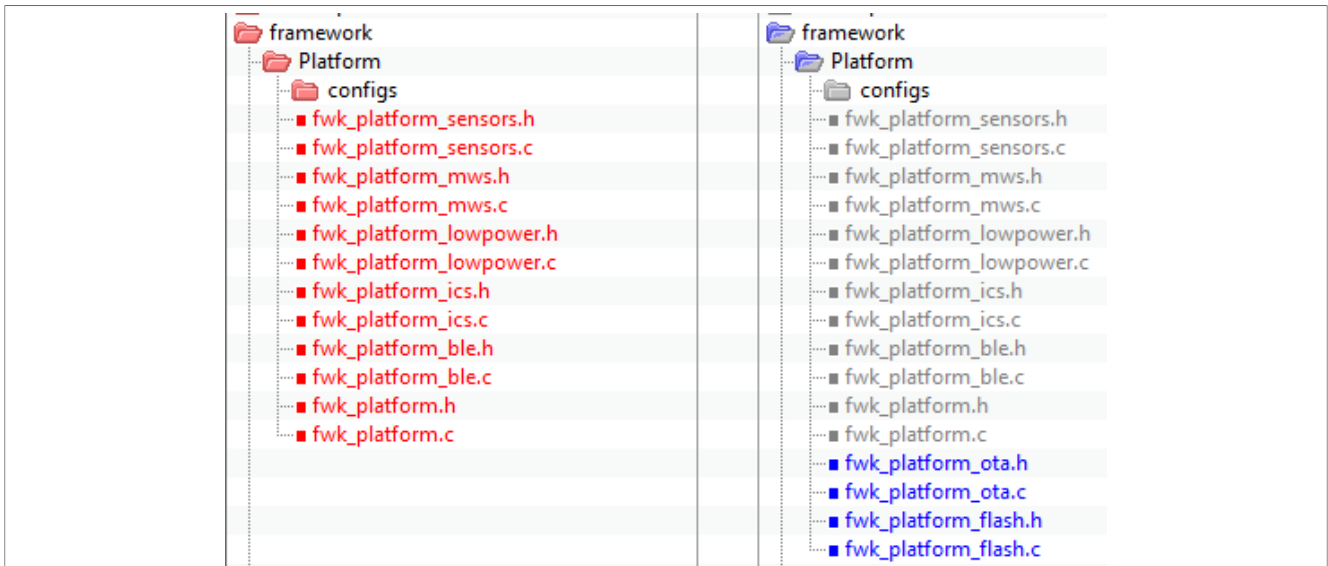 framework
Platform
configs
fwk_platform_sensors.h
fwk_platform_sensors.c
fwk_platform_mws.h
fwk_platform_mws.c
fwk_platform_lowpower.h
fwk_platform_lowpower.c
fwk_platform_ics.h
fwk_platform_ics.c
fwk_platform_ble.h
fwk_platform_ble.c
fwk_platform.h
fwk_platform.c
framework
Platform
configs
fwk_platform_sensors.h
fwk_platform_sensors.c
fwk_platform_mws.h
fwk_platform_mws.c
fwk_platform_lowpower.h
fwk_platform_lowpower.c
fwk_platform_ics.h
fwk_platform_ics.c
fwk_platform_ble.h
fwk_platform_ble.c
fwk_platform.h
fwk_platform.c
fwk_platform_ota.h
fwk_platform_ota.c
fwk_platform_flash.h
fwk_platform_flash.c